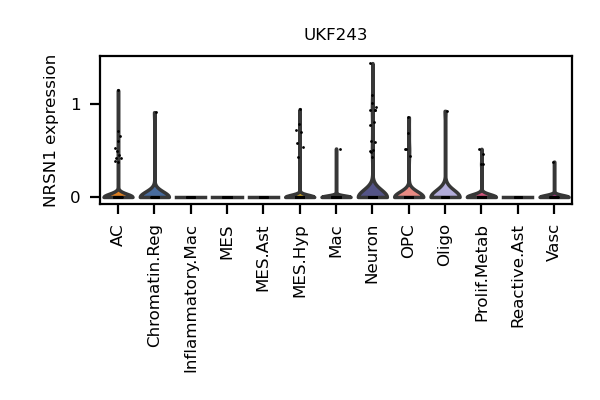 UKF243
NRSN1 expression
1
0
AC
Chromatin.Reg
Inflammatory.Mac
MES
MES.Ast
MES.Hyp
Mac
Neuron
OPC
Oligo
Prolif.Metab
Reactive.Ast
Vasc